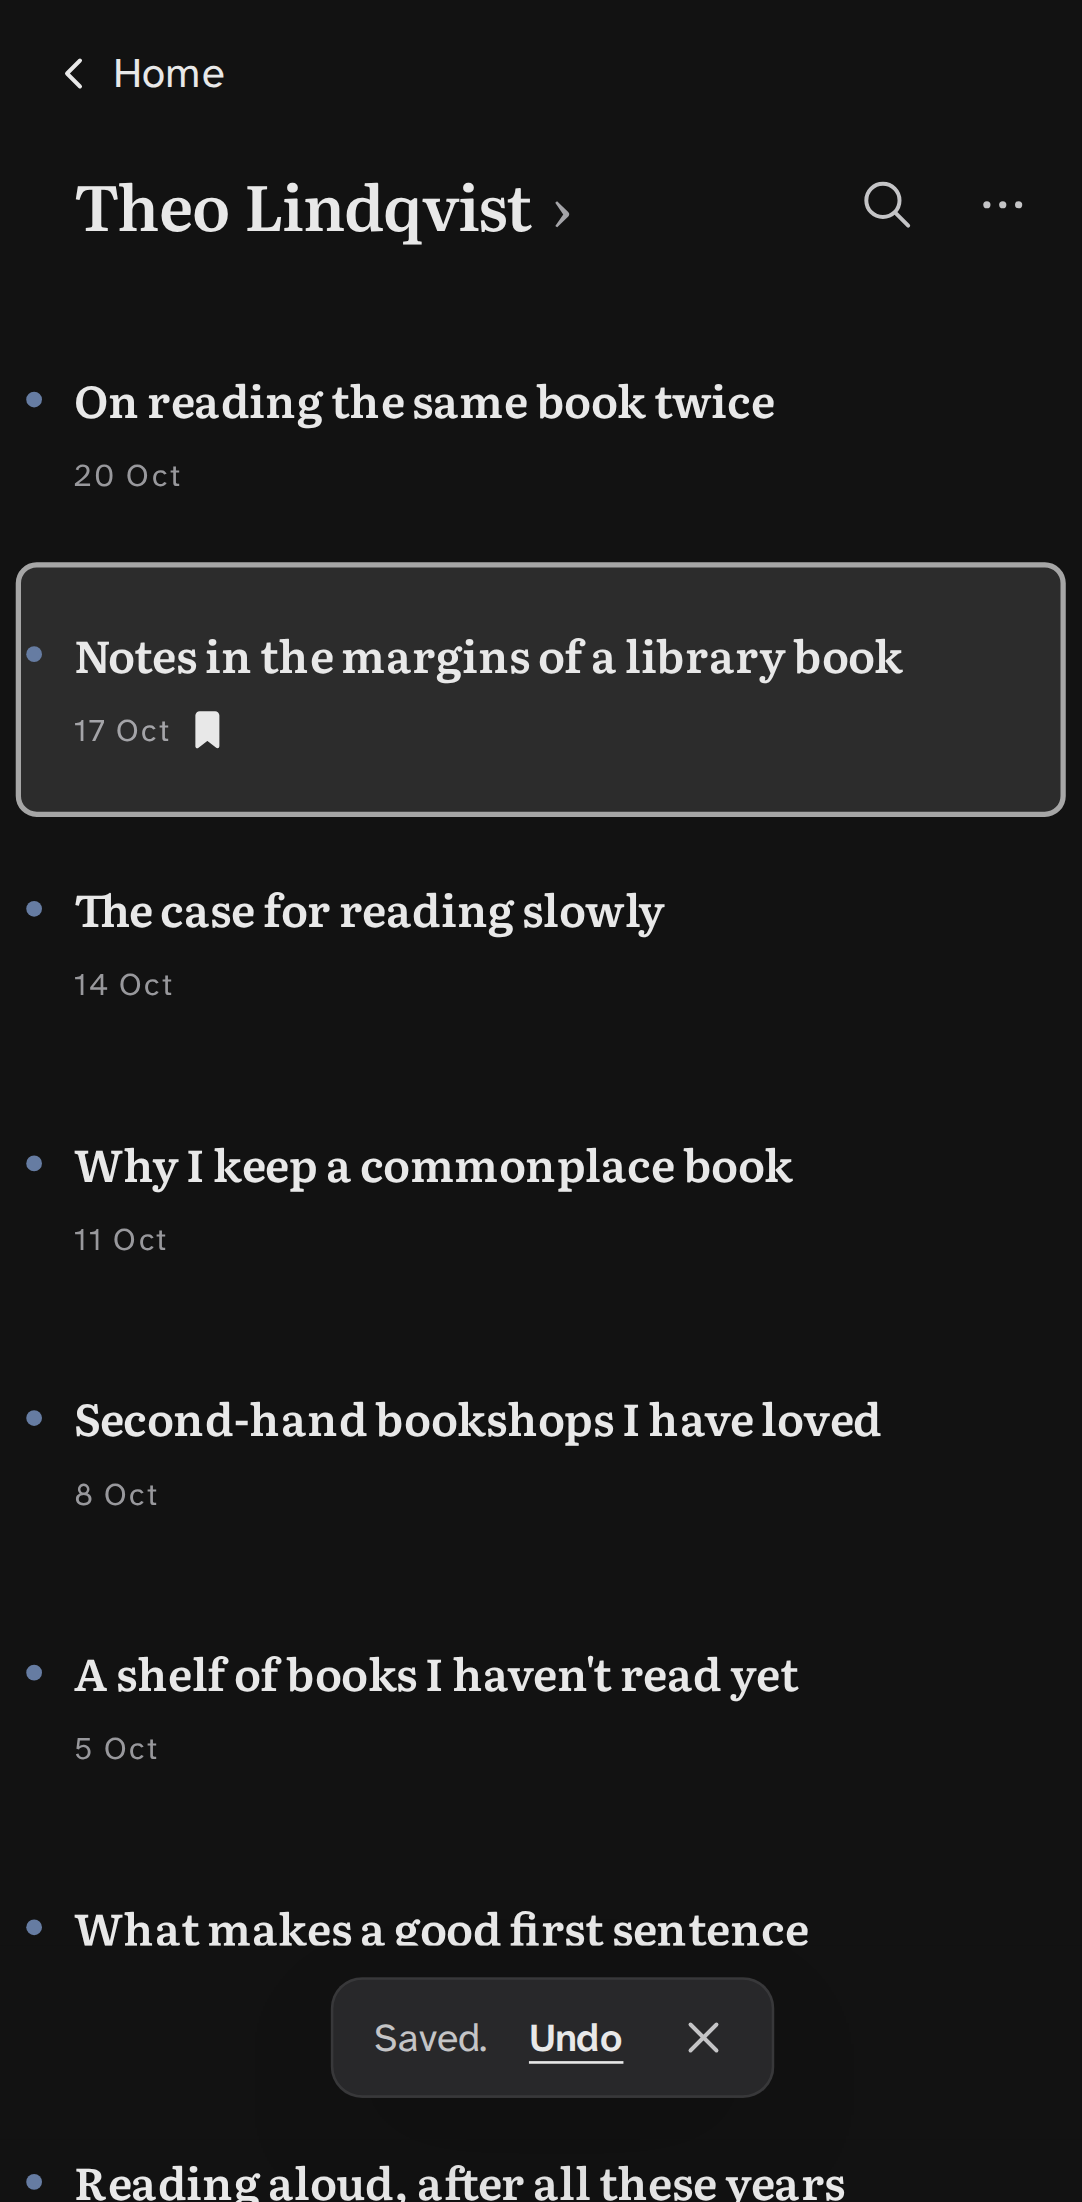 Home
Theo Lindqvist
On reading the same book twice
20 Oct
Notes in the margins of a library book
17 Oct
The case for reading slowly
14 Oct
Why I keep a commonplace book
11 Oct
Second-hand bookshops I have loved
8 Oct
A shelf of books I haven't read yet
5 Oct
What makes a good first sentence
Saved. Undo
Reading aloud, after all these years